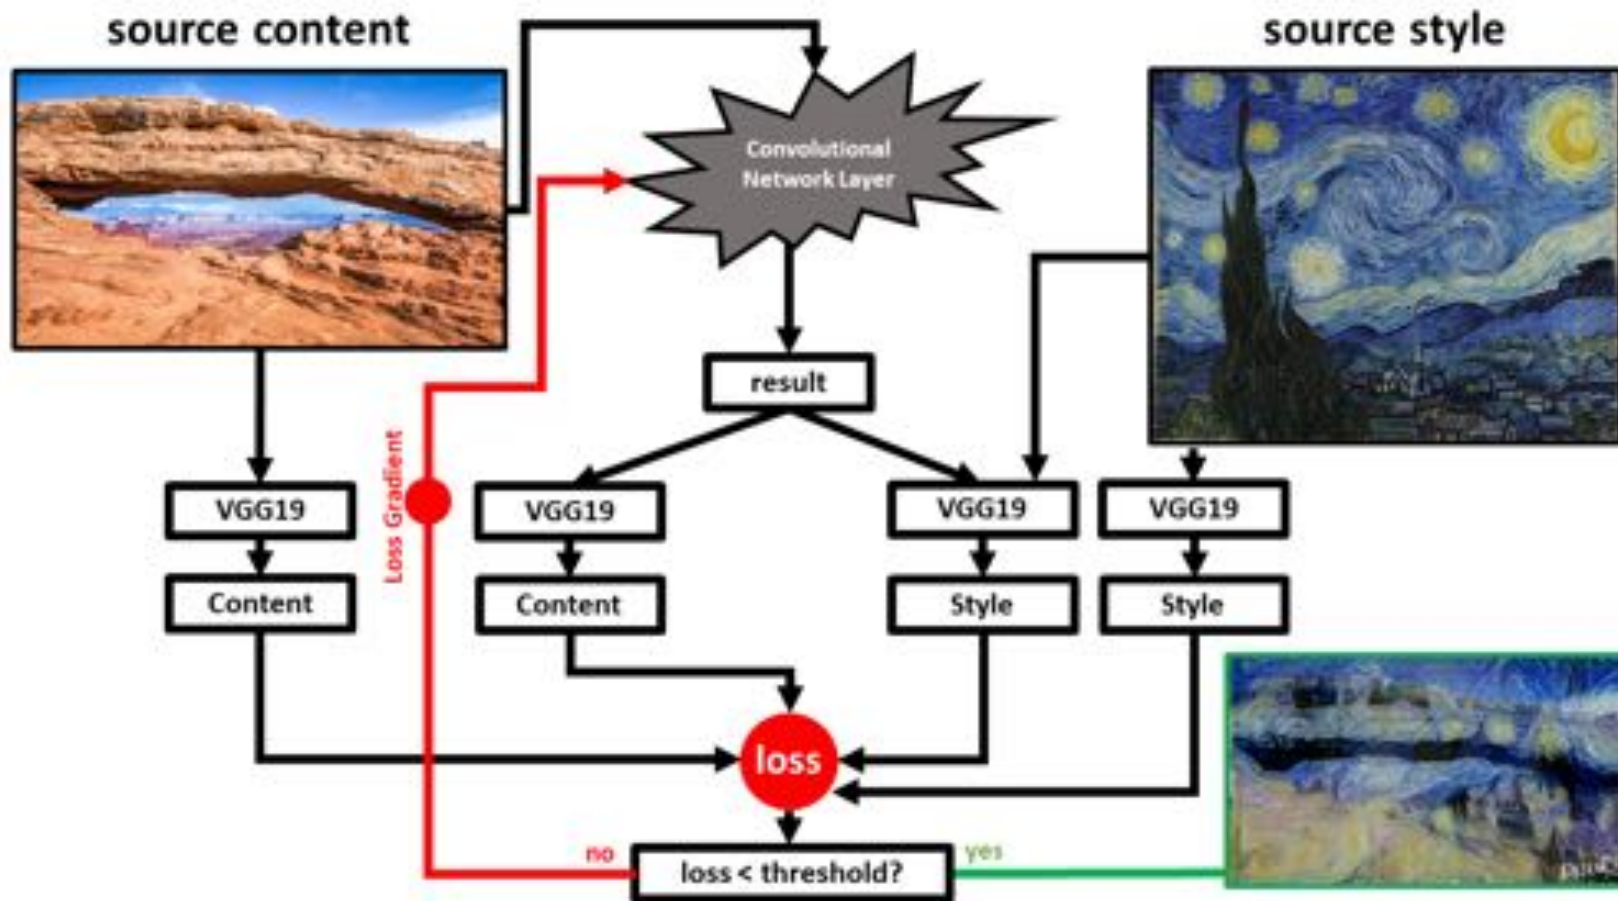 source content
source style
Convolutional
Network Layer
result
Loss Gradient
VGG19
VGG19
VGG19
VGG19
Content
Content
Style
Style
loss
no
loss < threshold?
yes